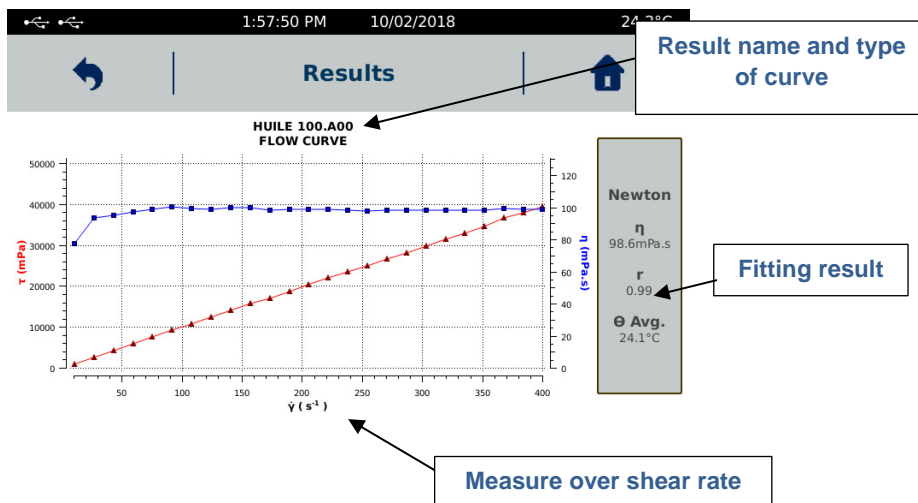 1:57:50 PM 10/02/2018 24.2°C
Results
Result name and type
of curve
HUILE 100.A00
FLOW CURVE
50000
40000
30000
20000
10000
0
τ (mPa)
120
100
80
60
40
20
0
η (mPa.s)
50 100 150 200 250 300 350 400
γ̇ ( s⁻¹ )
Newton
η
98.6mPa.s
r
0.99
Θ Avg.
24.1°C
Fitting result
Measure over shear rate